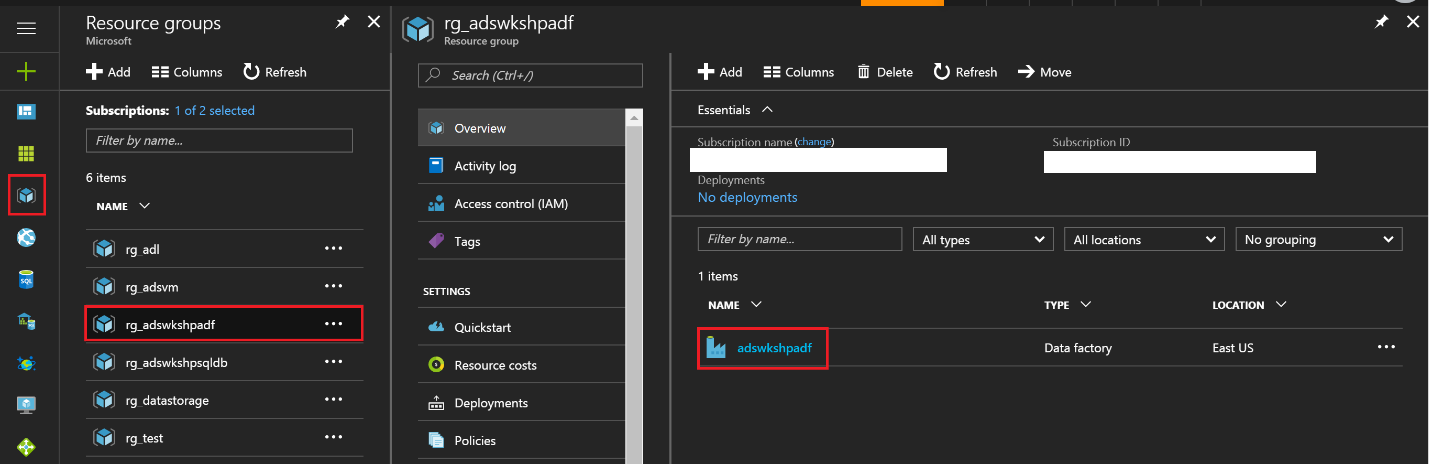 Resource groups
Microsoft
Add Columns Refresh
Subscriptions: 1 of 2 selected
Filter by name...
6 items
NAME
rg_adl
rg_adsvm
rg_adswkshpadf
rg_adswkshpsqldb
rg_datastorage
rg_test
SQL
rg_adswkshpadf
Resource group
Search (Ctrl+/)
Overview
Activity log
Access control (IAM)
Tags
SETTINGS
Quickstart
Resource costs
Deployments
Policies
Add Columns Delete Refresh Move
Essentials
Subscription name (change) Subscription ID
Deployments
No deployments
Filter by name... All types All locations No grouping
1 items
NAME TYPE LOCATION
adswkshpadf Data factory East US